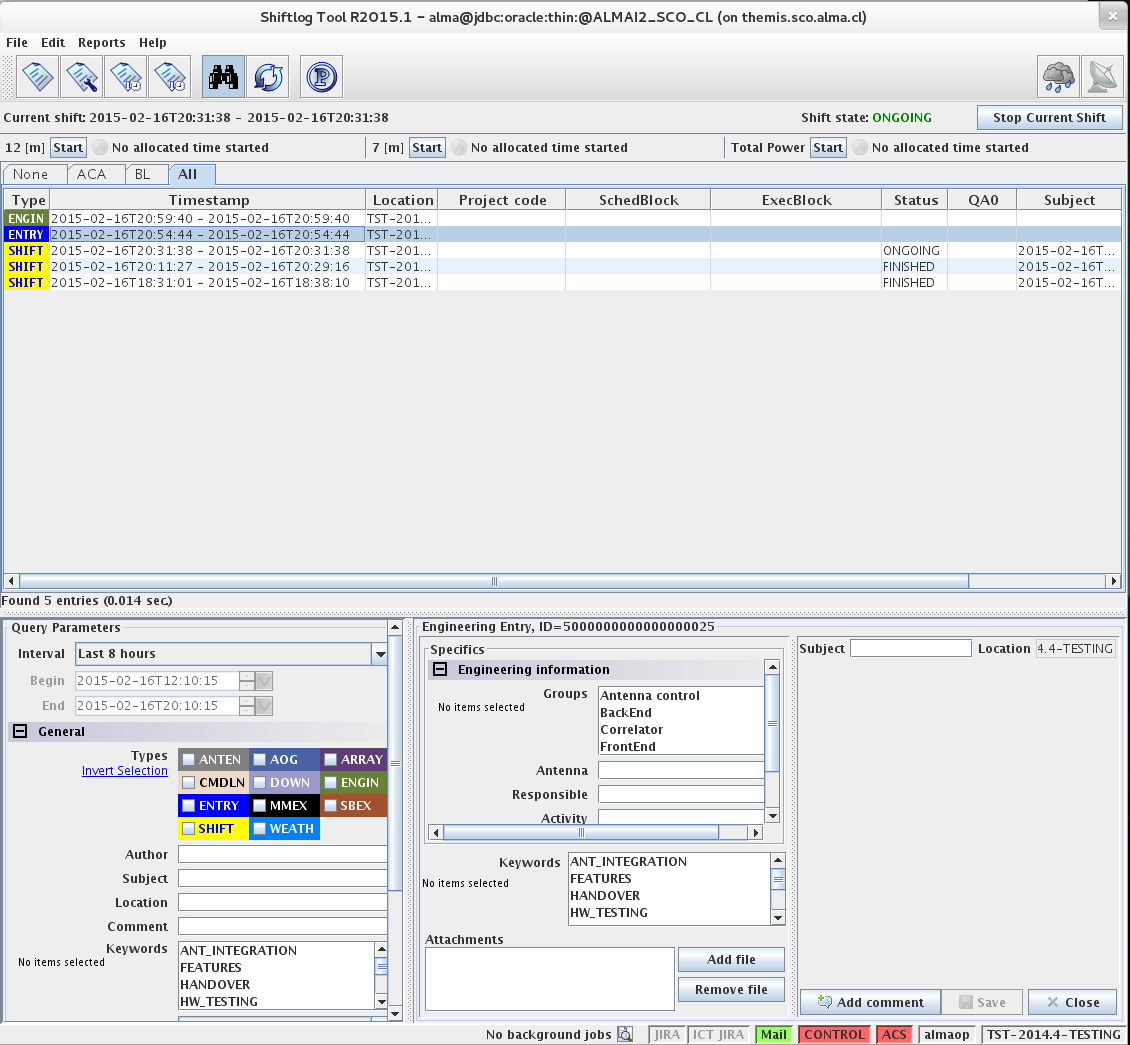 Shiftlog Tool R2015.1 - alma@jdbc:oracle:thin:@ALMAI2_SCO_CL (on themis.sco.alma.cl)
File Edit Reports Help
Current shift: 2015-02-16T20:31:38 - 2015-02-16T20:31:38 Shift state: ONGOING Stop Current Shift
12 [m] Start No allocated time started 7 [m] Start No allocated time started Total Power Start No allocated time started
None ACA BL All
Type Timestamp Location Project code SchedBlock ExecBlock Status QA0 Subject
ENGIN 2015-02-16T20:59:40 - 2015-02-16T20:59:40 TST-201...
ENTRY 2015-02-16T20:54:44 - 2015-02-16T20:54:44 TST-201...
SHIFT 2015-02-16T20:31:38 - 2015-02-16T20:31:38 TST-201... ONGOING 2015-02-16T...
SHIFT 2015-02-16T20:11:27 - 2015-02-16T20:29:16 TST-201... FINISHED 2015-02-16T...
SHIFT 2015-02-16T18:31:01 - 2015-02-16T18:38:10 TST-201... FINISHED 2015-02-16T...
Found 5 entries (0.014 sec.)
Query Parameters
Interval Last 8 hours
Begin 2015-02-16T12:10:15
End 2015-02-16T20:10:15
General
Types
Invert Selection
ANTEN AOG ARRAY
CMDLN DOWN ENGIN
ENTRY MMEX SBEX
SHIFT WEATH
Author
Subject
Location
Comment
Keywords
No items selected
ANT_INTEGRATION
FEATURES
HANDOVER
HW_TESTING
Engineering Entry, ID=5000000000000000025
Specifics
Engineering information
Groups
No items selected
Antenna control
BackEnd
Correlator
FrontEnd
Antenna
Responsible
Activity
Keywords
No items selected
ANT_INTEGRATION
FEATURES
HANDOVER
HW_TESTING
Attachments
Add file
Remove file
Subject Location 4.4-TESTING
Add comment Save Close
No background jobs JIRA ICT JIRA Mail CONTROL ACS almaop TST-2014.4-TESTING